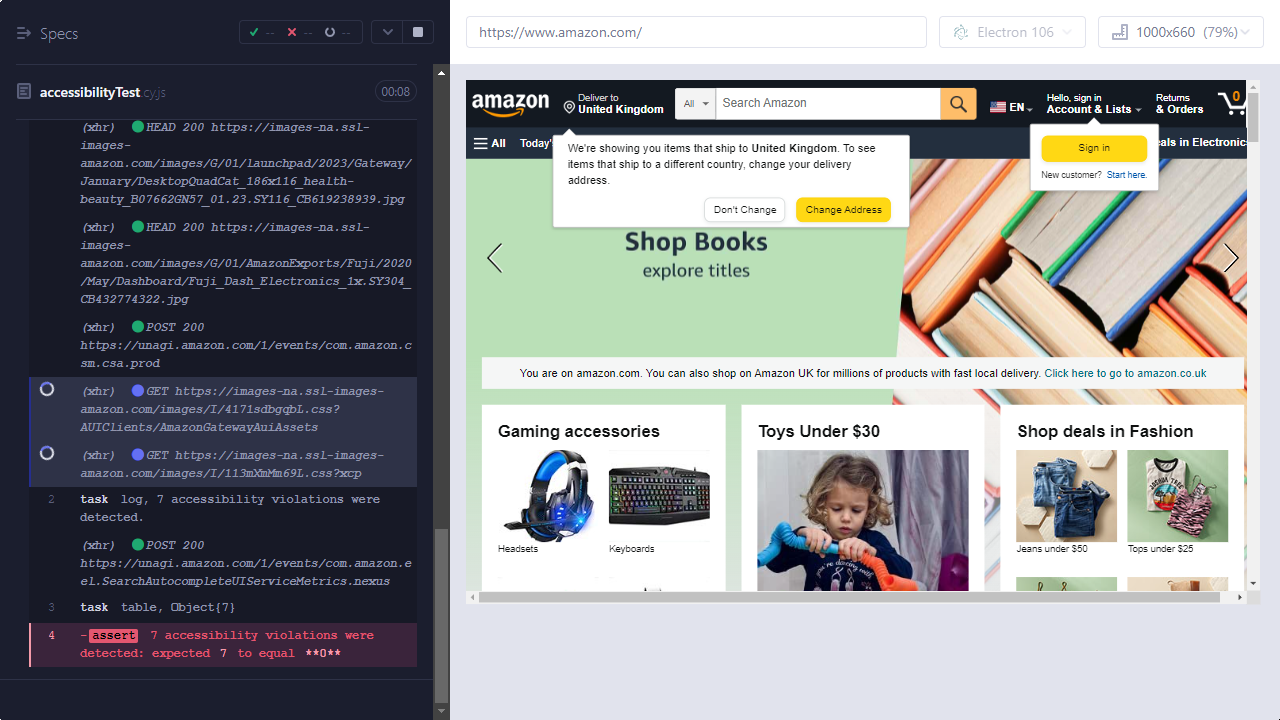 Specs
--
--
--
accessibilityTest.cy.js
00:08
(xhr) HEAD 200 https://images-na.ssl-
images-
amazon.com/images/G/01/launchpad/2023/Gateway/
January/DesktopQuadCat_186x116_health-
beauty_B07662GN57_01.23.SY116_CB619238939.jpg
(xhr) HEAD 200 https://images-na.ssl-
images-
amazon.com/images/G/01/AmazonExports/Fuji/2020
/May/Dashboard/Fuji_Dash_Electronics_1x.SY304_
CB432774322.jpg
(xhr) POST 200
https://unagi.amazon.com/1/events/com.amazon.c
sm.csa.prod
(xhr) GET https://images-na.ssl-images-
amazon.com/images/I/4171sdbgqbL.css?
AUIClients/AmazonGatewayAuiAssets
(xhr) GET https://images-na.ssl-images-
amazon.com/images/I/113mXmMm69L.css?xcp
2 task log, 7 accessibility violations were
detected.
(xhr) POST 200
https://unagi.amazon.com/1/events/com.amazon.e
el.SearchAutocompleteUIServiceMetrics.nexus
3 task table, Object{7}
4 -assert 7 accessibility violations were
detected: expected 7 to equal **0**
https://www.amazon.com/
Electron 106
1000x660 (79%)
amazon
Deliver to
United Kingdom
All
Search Amazon
EN
Hello, sign in
Account & Lists
Returns
& Orders
0
All
Today's
eals in Electronic
We're showing you items that ship to United Kingdom. To see
items that ship to a different country, change your delivery
address.
Don't Change
Change Address
Sign in
New customer? Start here.
Shop Books
explore titles
You are on amazon.com. You can also shop on Amazon UK for millions of products with fast local delivery. Click here to go to amazon.co.uk
Gaming accessories
Headsets
Keyboards
Toys Under $30
Shop deals in Fashion
Jeans under $50
Tops under $25